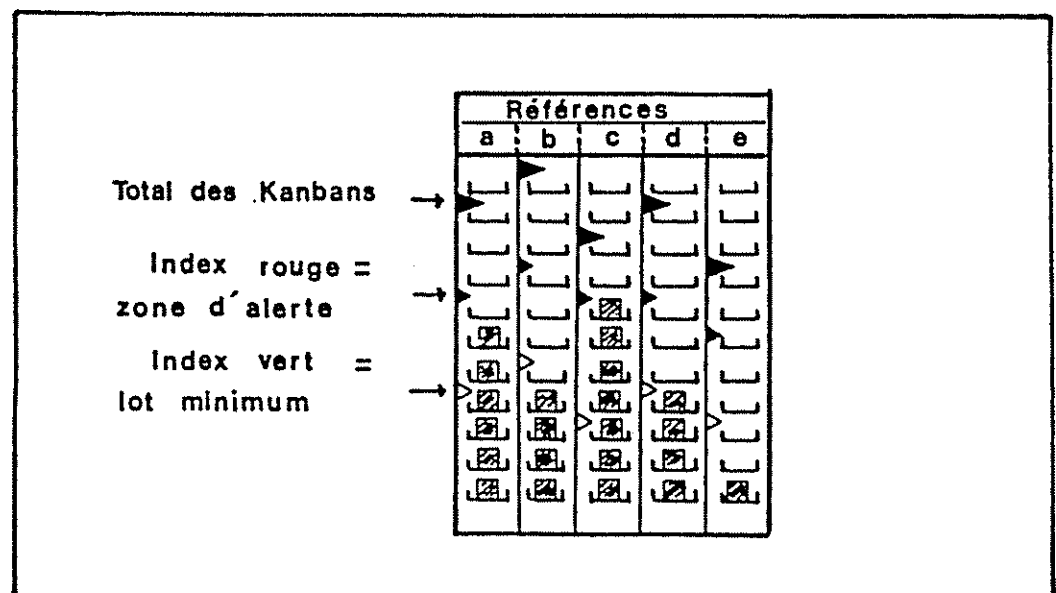 Références
a b c d e
Total des Kanbans
Index rouge =
zone d'alerte
Index vert =
lot minimum